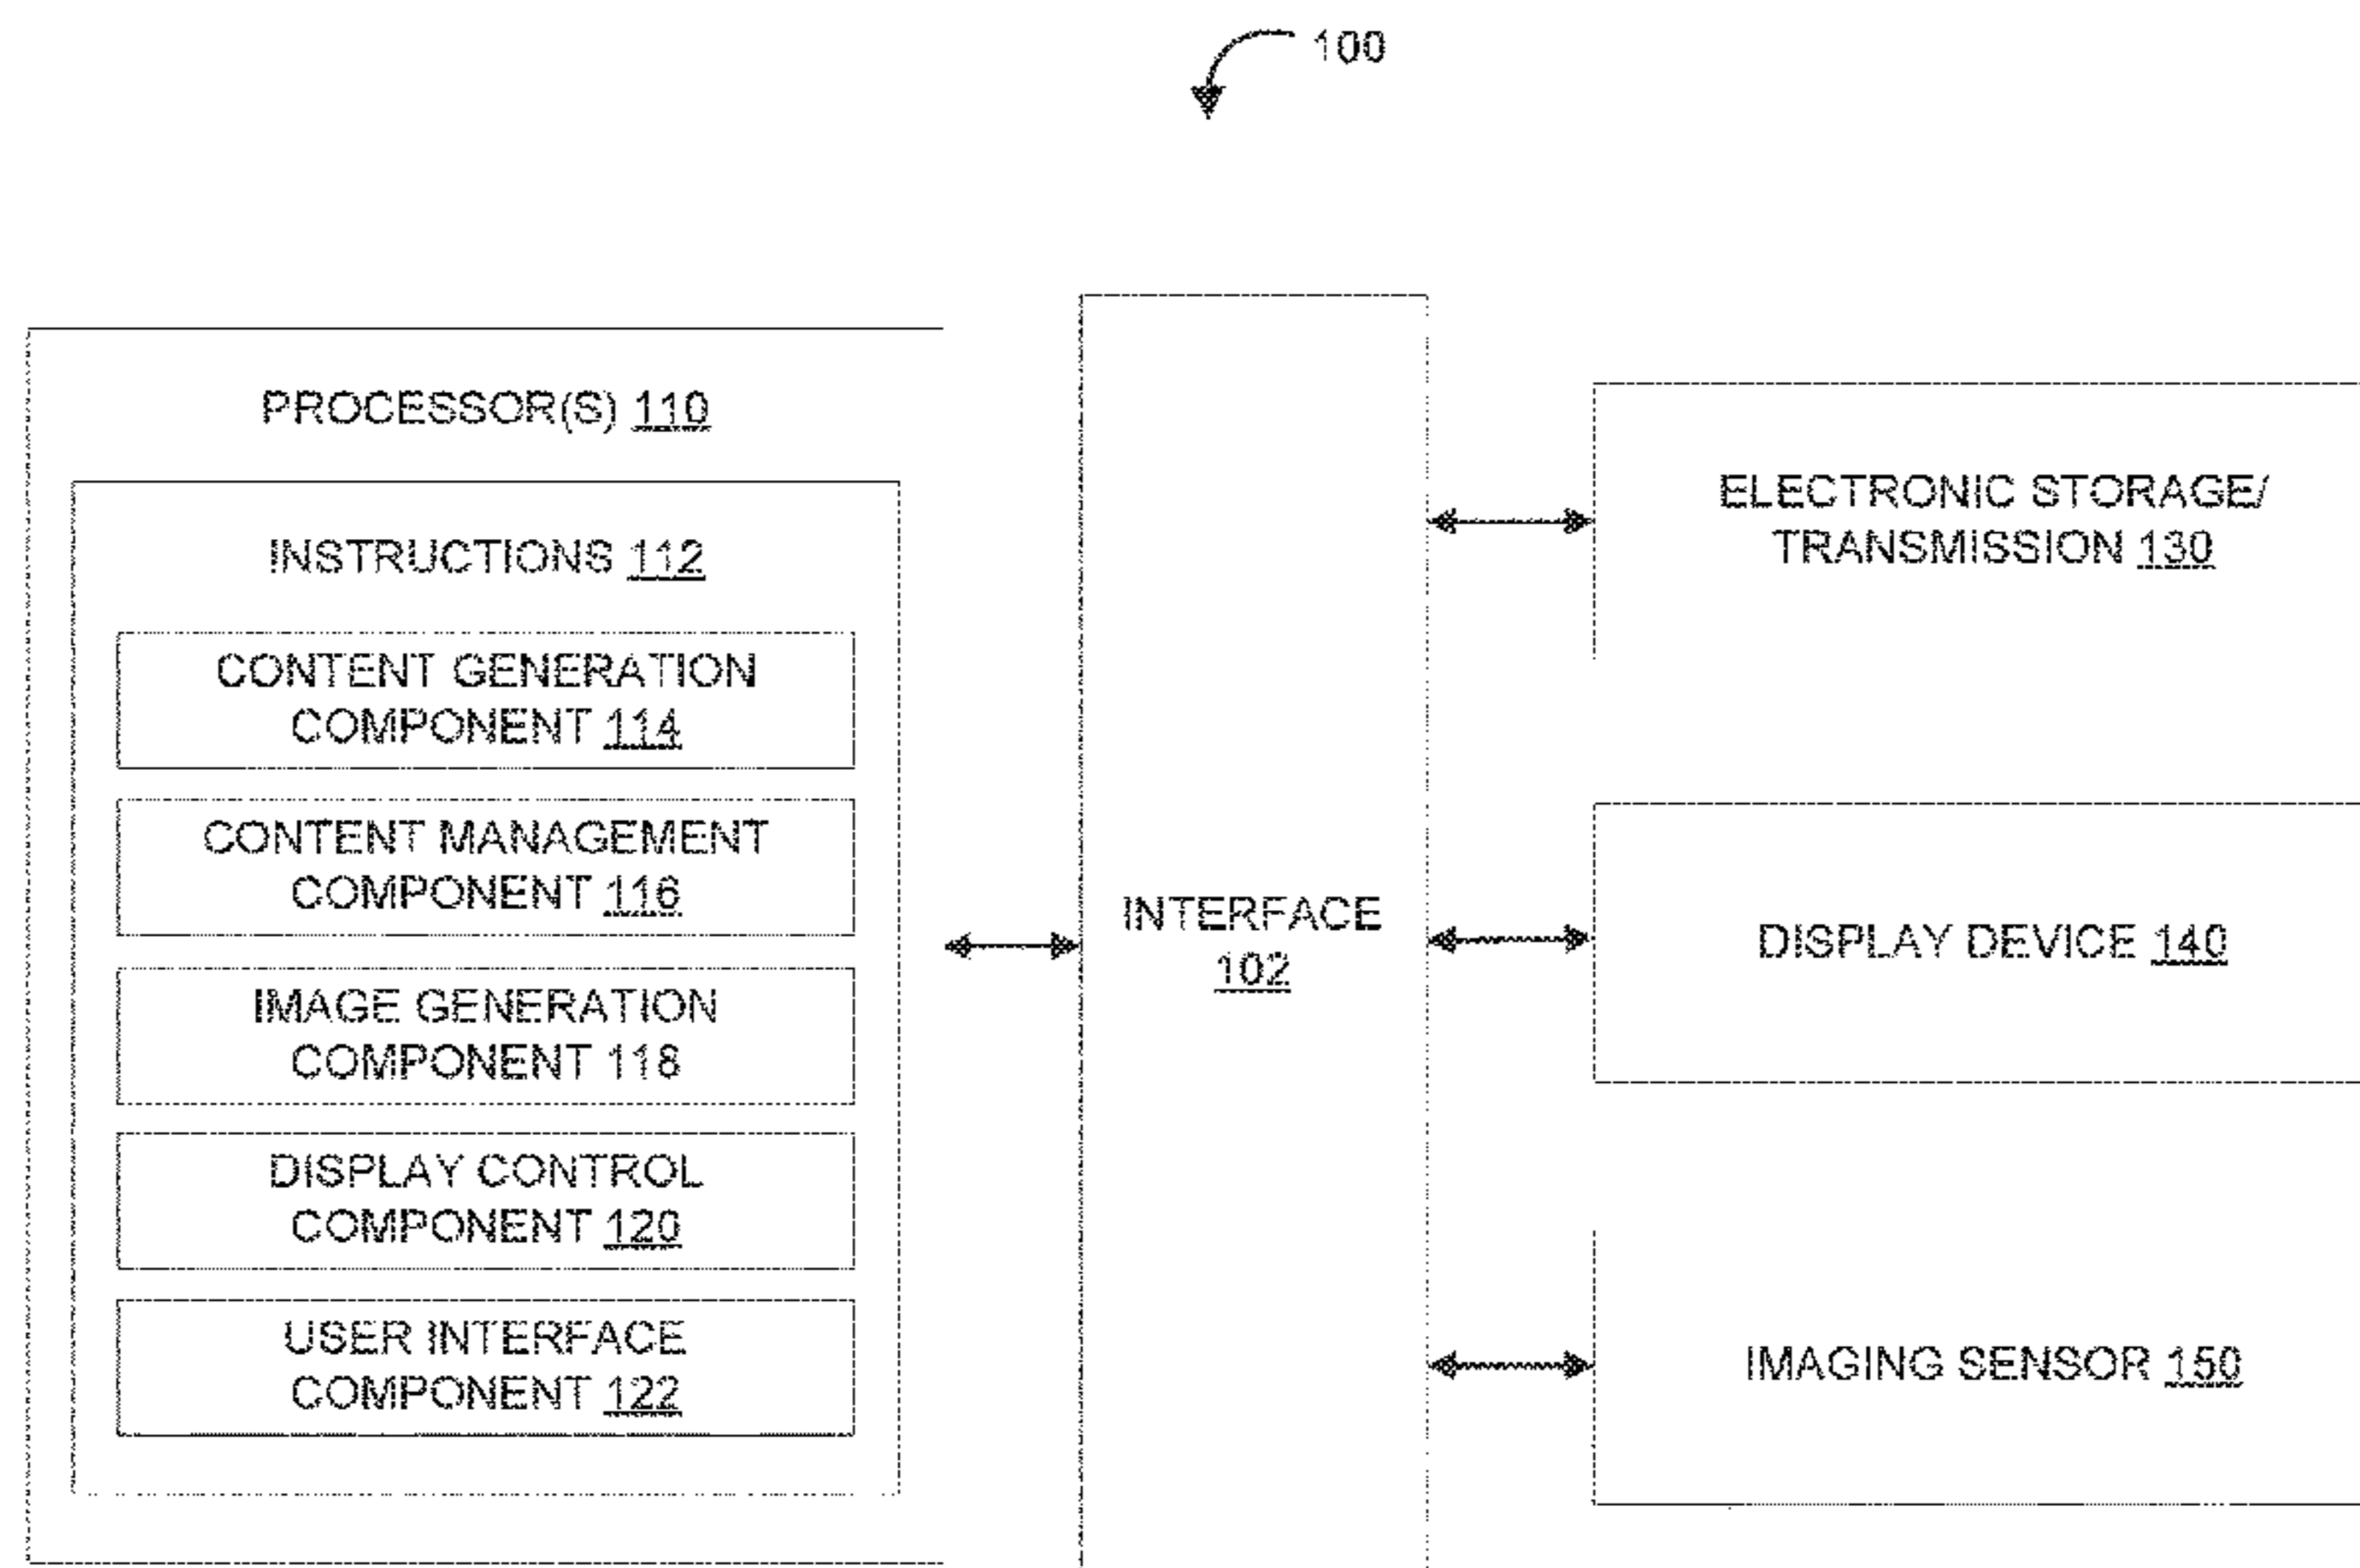 100
PROCESSOR(S) 110
INSTRUCTIONS 112
CONTENT GENERATION
COMPONENT 114
CONTENT MANAGEMENT
COMPONENT 116
IMAGE GENERATION
COMPONENT 118
DISPLAY CONTROL
COMPONENT 120
USER INTERFACE
COMPONENT 122
INTERFACE
102
ELECTRONIC STORAGE/
TRANSMISSION 130
DISPLAY DEVICE 140
IMAGING SENSOR 150